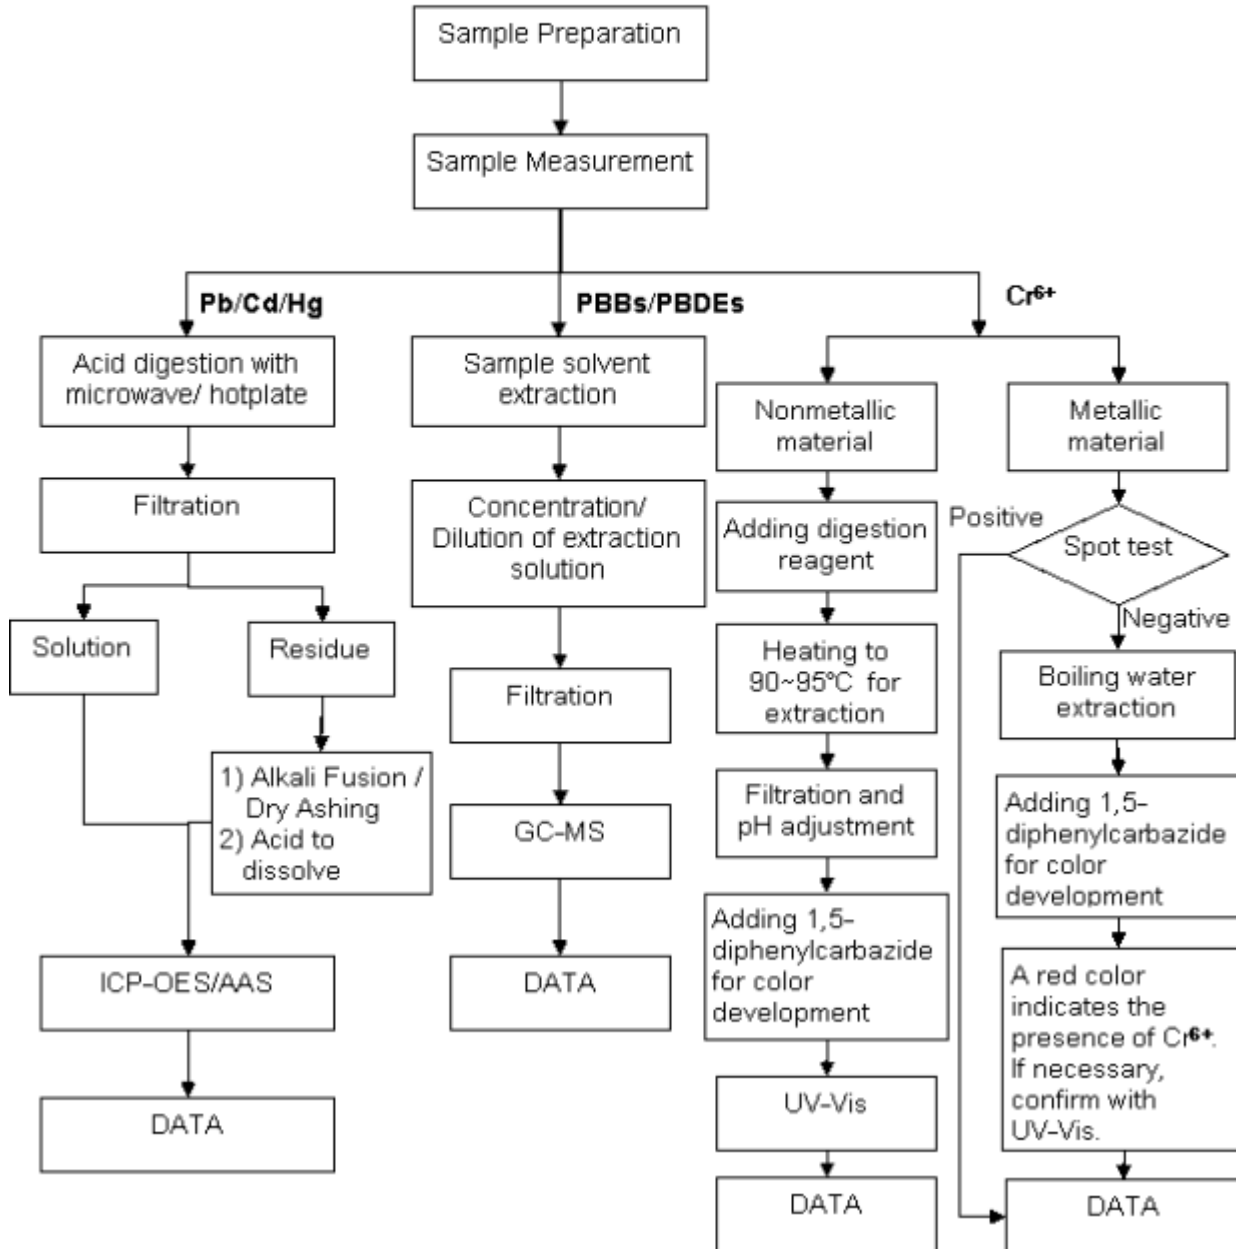 Sample Preparation
Sample Measurement
Pb/Cd/Hg
PBBs/PBDEs
Cr⁶⁺
Acid digestion with
microwave/ hotplate
Filtration
Solution
Residue
1) Alkali Fusion /
Dry Ashing
2) Acid to
dissolve
ICP-OES/AAS
DATA
Sample solvent
extraction
Concentration/
Dilution of extraction
solution
Filtration
GC-MS
DATA
Nonmetallic
material
Adding digestion
reagent
Heating to
90~95°C for
extraction
Filtration and
pH adjustment
Adding 1,5-
diphenylcarbazide
for color
development
UV-Vis
DATA
Metallic
material
Positive
Spot test
Negative
Boiling water
extraction
Adding 1,5-
diphenylcarbazide
for color
development
A red color
indicates the
presence of Cr⁶⁺.
If necessary,
confirm with
UV-Vis.
DATA